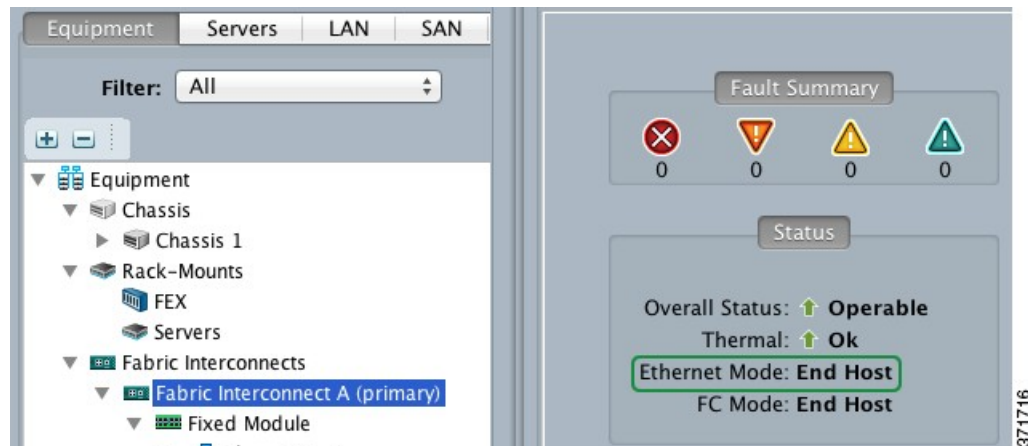 Equipment Servers LAN SAN
Filter: All
Equipment
Chassis
Chassis 1
Rack-Mounts
FEX
Servers
Fabric Interconnects
Fabric Interconnect A (primary)
Fixed Module
Fault Summary
0 0 0 0
Status
Overall Status: Operable
Thermal: Ok
Ethernet Mode: End Host
FC Mode: End Host
371716